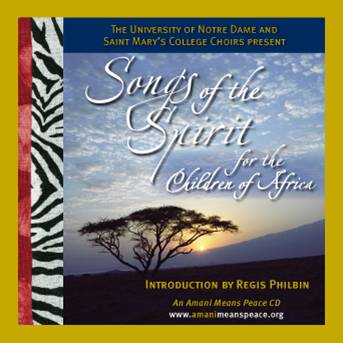 The University of Notre Dame and
Saint Mary's College Choirs present
Songs of the
Spirit
for the
Children of Africa
Introduction by Regis Philbin
An Amani Means Peace CD
www.amanimeanspeace.org